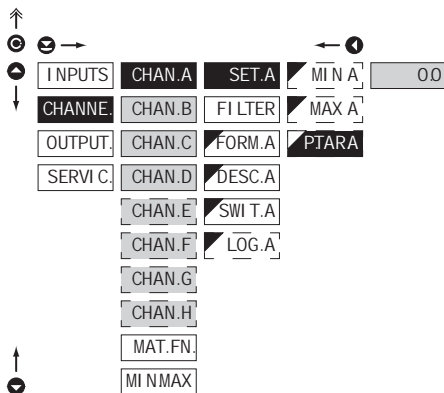 INPUTS CHAN.A SET.A MIN A 0.0
CHANNE. CHAN.B FILTER MAX A
OUTPUT. CHAN.C FORM.A P.TAR.A
SERVIC. CHAN.D DESC.A
CHAN.E SWIT.A
CHAN.F LOG.A
CHAN.G
CHAN.H
MAT.FN.
MINMAX